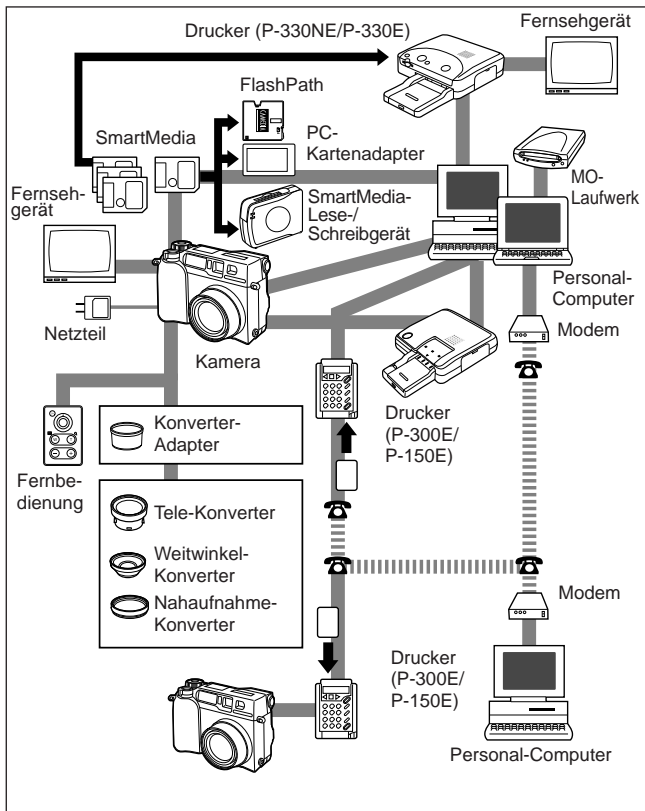 Drucker (P-330NE/P-330E)
Fernsehgerät
FlashPath
SmartMedia
PC-
Kartenadapter
MO-
Laufwerk
SmartMedia-
Lese-/
Schreibgerät
Fernseh-
gerät
Personal-
Computer
Netzteil
Kamera
Modem
Drucker
(P-300E/
P-150E)
Konverter-
Adapter
Fernbe-
dienung
Tele-Konverter
Weitwinkel-
Konverter
Nahaufnahme-
Konverter
Modem
Drucker
(P-300E/
P-150E)
Personal-Computer